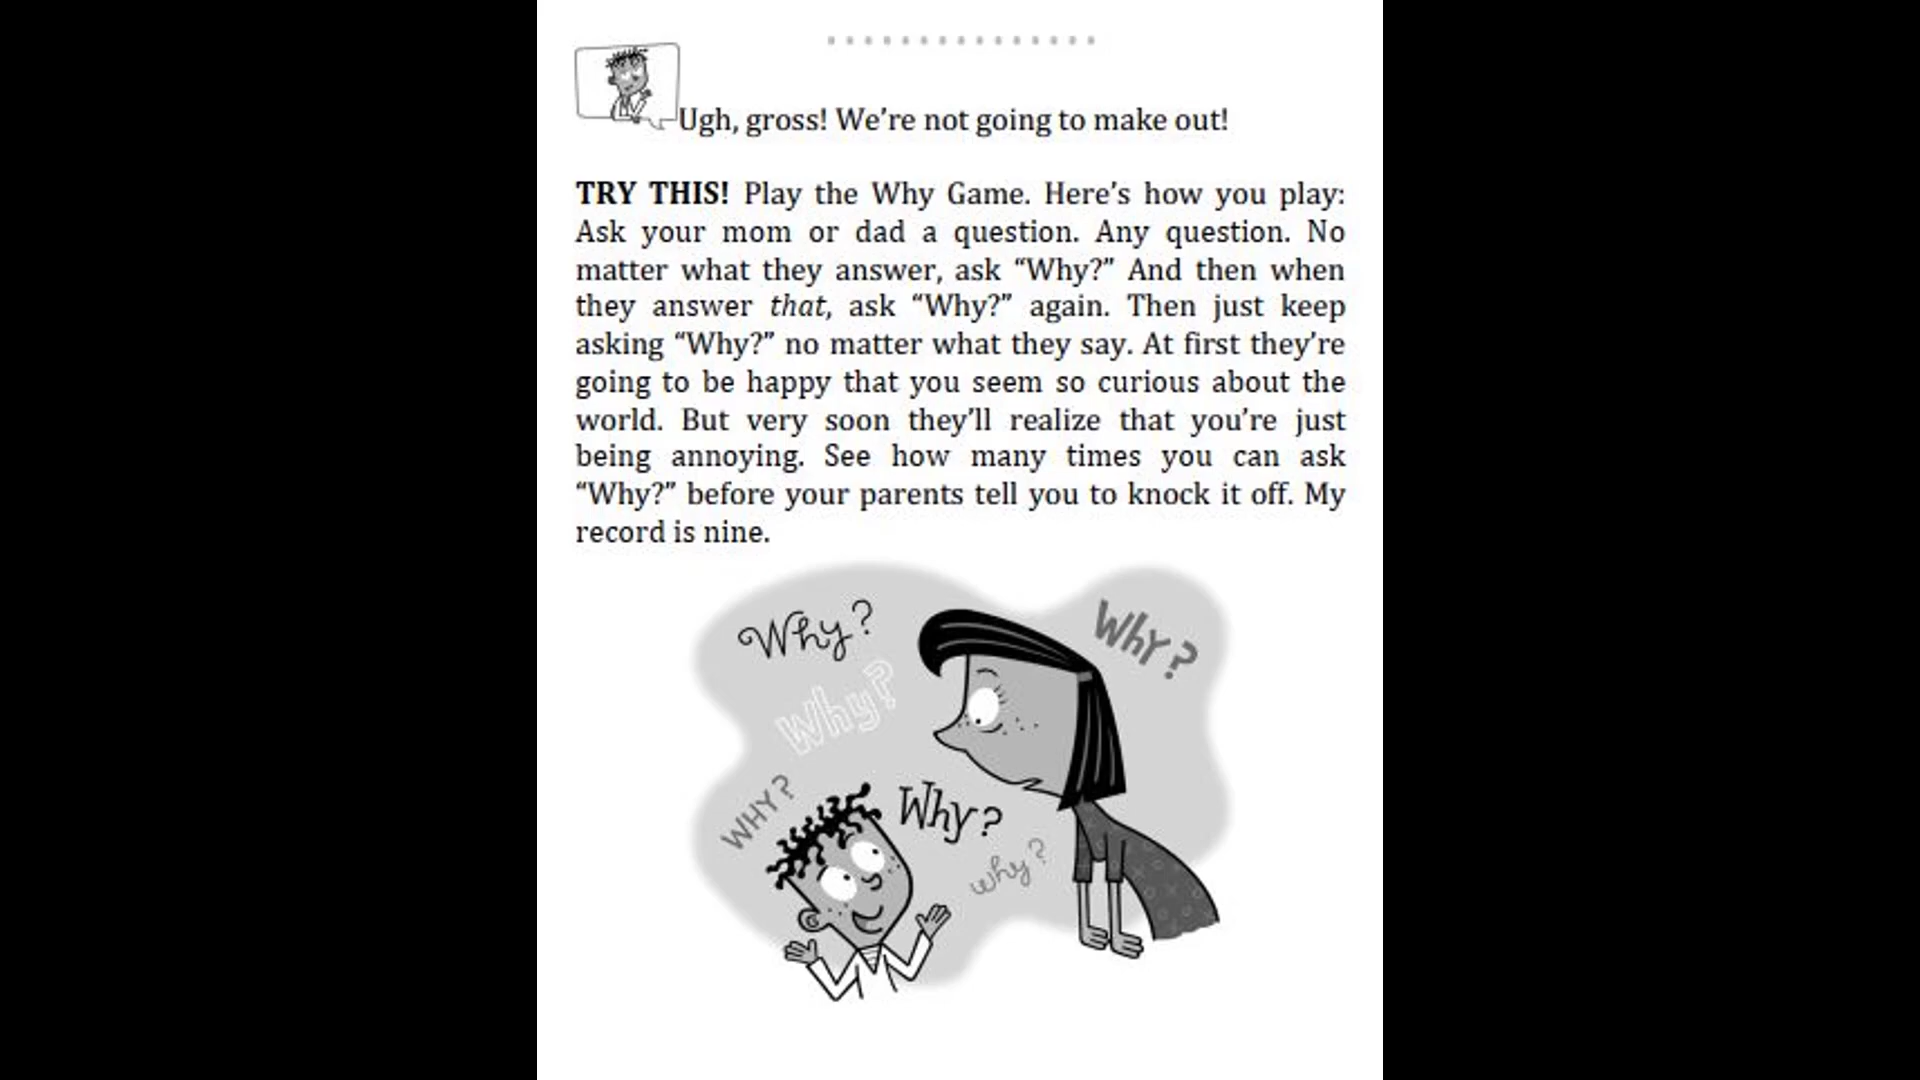 Ugh, gross! We’re not going to make out!
TRY THIS! Play the Why Game. Here’s how you play:
Ask your mom or dad a question. Any question. No
matter what they answer, ask “Why?” And then when
they answer that, ask “Why?” again. Then just keep
asking “Why?” no matter what they say. At first they’re
going to be happy that you seem so curious about the
world. But very soon they’ll realize that you’re just
being annoying. See how many times you can ask
“Why?” before your parents tell you to knock it off. My
record is nine.
Why?
Why?
Why?
WHY?
Why?
why?